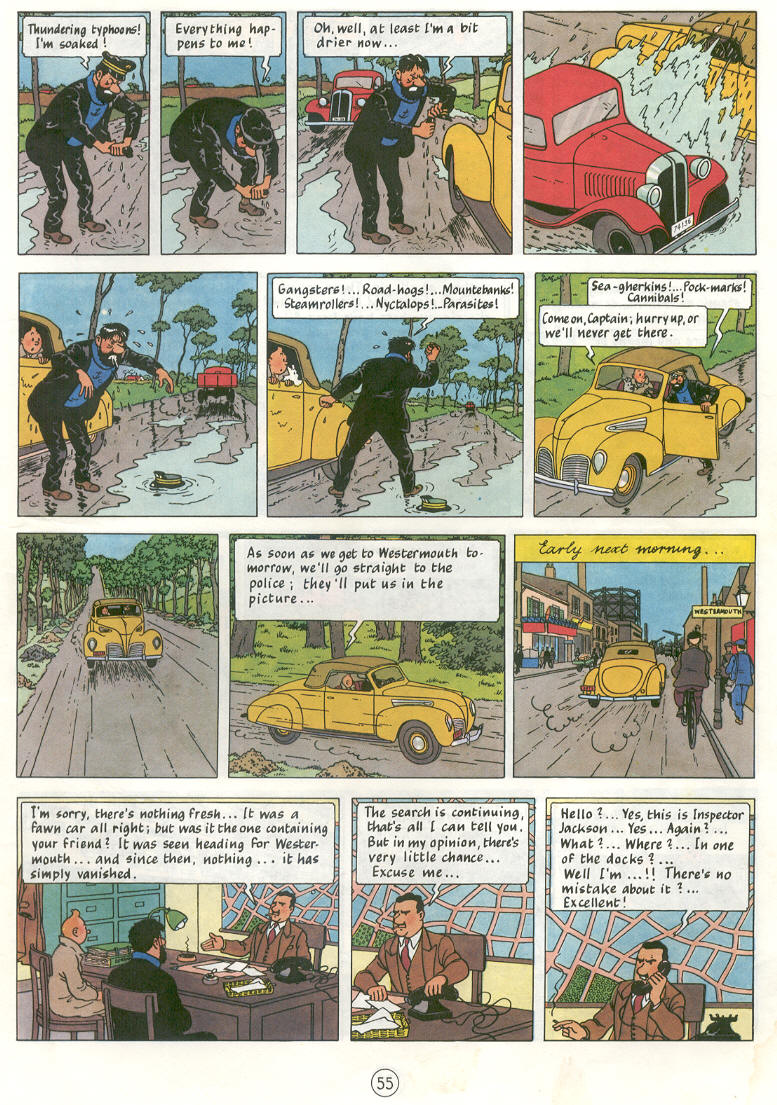 Thundering typhoons!
I'm soaked!
Everything hap-
pens to me!
Oh, well, at least I'm a bit
drier now...
74136
Gangsters!... Road-hogs!... Mountebanks!
Steamrollers!... Nyctalops!... Parasites!
Sea-gherkins!... Pock-marks!
Cannibals!
Come on, Captain; hurry up, or
we'll never get there.
As soon as we get to Westermouth to-
morrow, we'll go straight to the
police; they'll put us in the
picture...
Early next morning...
WESTERMOUTH
I'm sorry, there's nothing fresh... It was a
fawn car all right; but was it the one containing
your friend? It was seen heading for Wester-
mouth... and since then, nothing... it has
simply vanished.
The search is continuing,
that's all I can tell you.
But in my opinion, there's
very little chance...
Excuse me...
Hello?... Yes, this is Inspector
Jackson... Yes... Again?...
What?... Where?... In one
of the docks?...
Well I'm...!! There's no
mistake about it?...
Excellent!
55